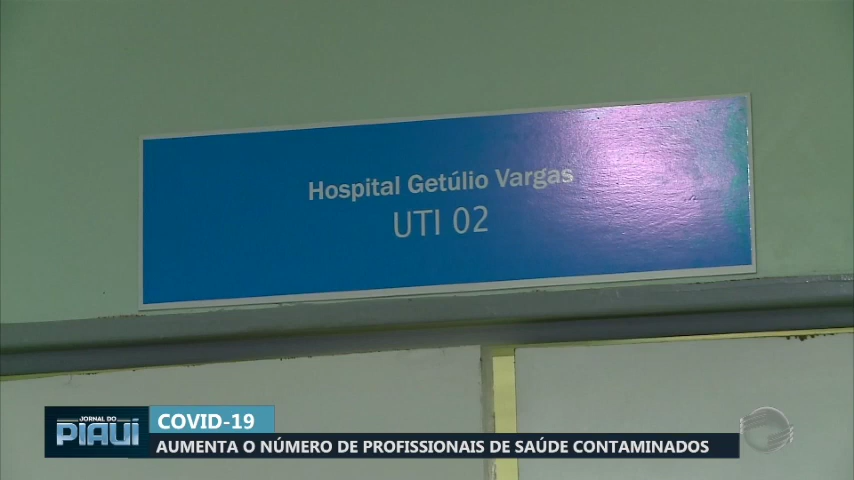 Hospital Getúlio Vargas
UTI 02
JORNAL DO
PIAUÍ
COVID-19
AUMENTA O NÚMERO DE PROFISSIONAIS DE SAÚDE CONTAMINADOS